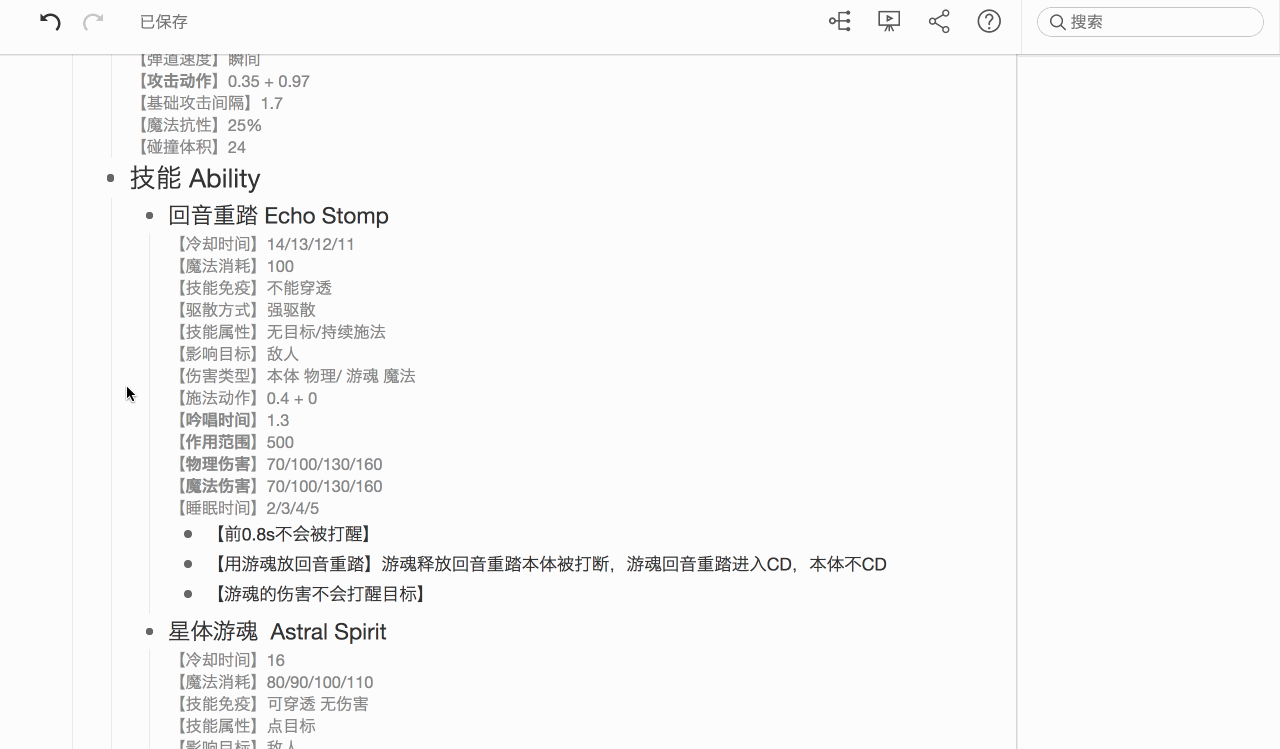 已保存
搜索
【弹道速度】瞬间
【攻击动作】0.35 + 0.97
【基础攻击间隔】1.7
【魔法抗性】25%
【碰撞体积】24
技能 Ability
回音重踏 Echo Stomp
【冷却时间】14/13/12/11
【魔法消耗】100
【技能免疫】不能穿透
【驱散方式】强驱散
【技能属性】无目标/持续施法
【影响目标】敌人
【伤害类型】本体 物理/ 游魂 魔法
【施法动作】0.4 + 0
【吟唱时间】1.3
【作用范围】500
【物理伤害】70/100/130/160
【魔法伤害】70/100/130/160
【睡眠时间】2/3/4/5
【前0.8s不会被打醒】
【用游魂放回音重踏】游魂释放回音重踏本体被打断，游魂回音重踏进入CD，本体不CD
【游魂的伤害不会打醒目标】
星体游魂 Astral Spirit
【冷却时间】16
【魔法消耗】80/90/100/110
【技能免疫】可穿透 无伤害
【技能属性】点目标
【影响目标】敌人